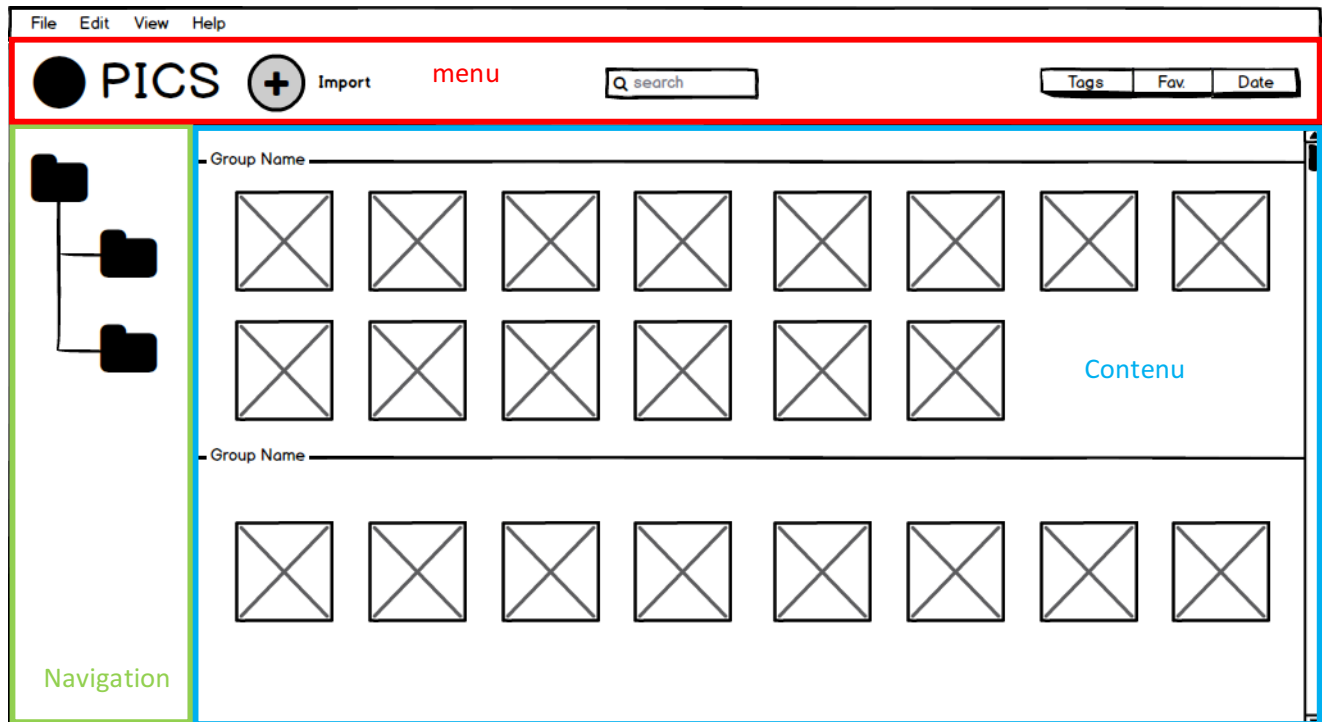 File Edit View Help
PICS Import menu search Tags Fav. Date
Group Name
Contenu
Group Name
Navigation